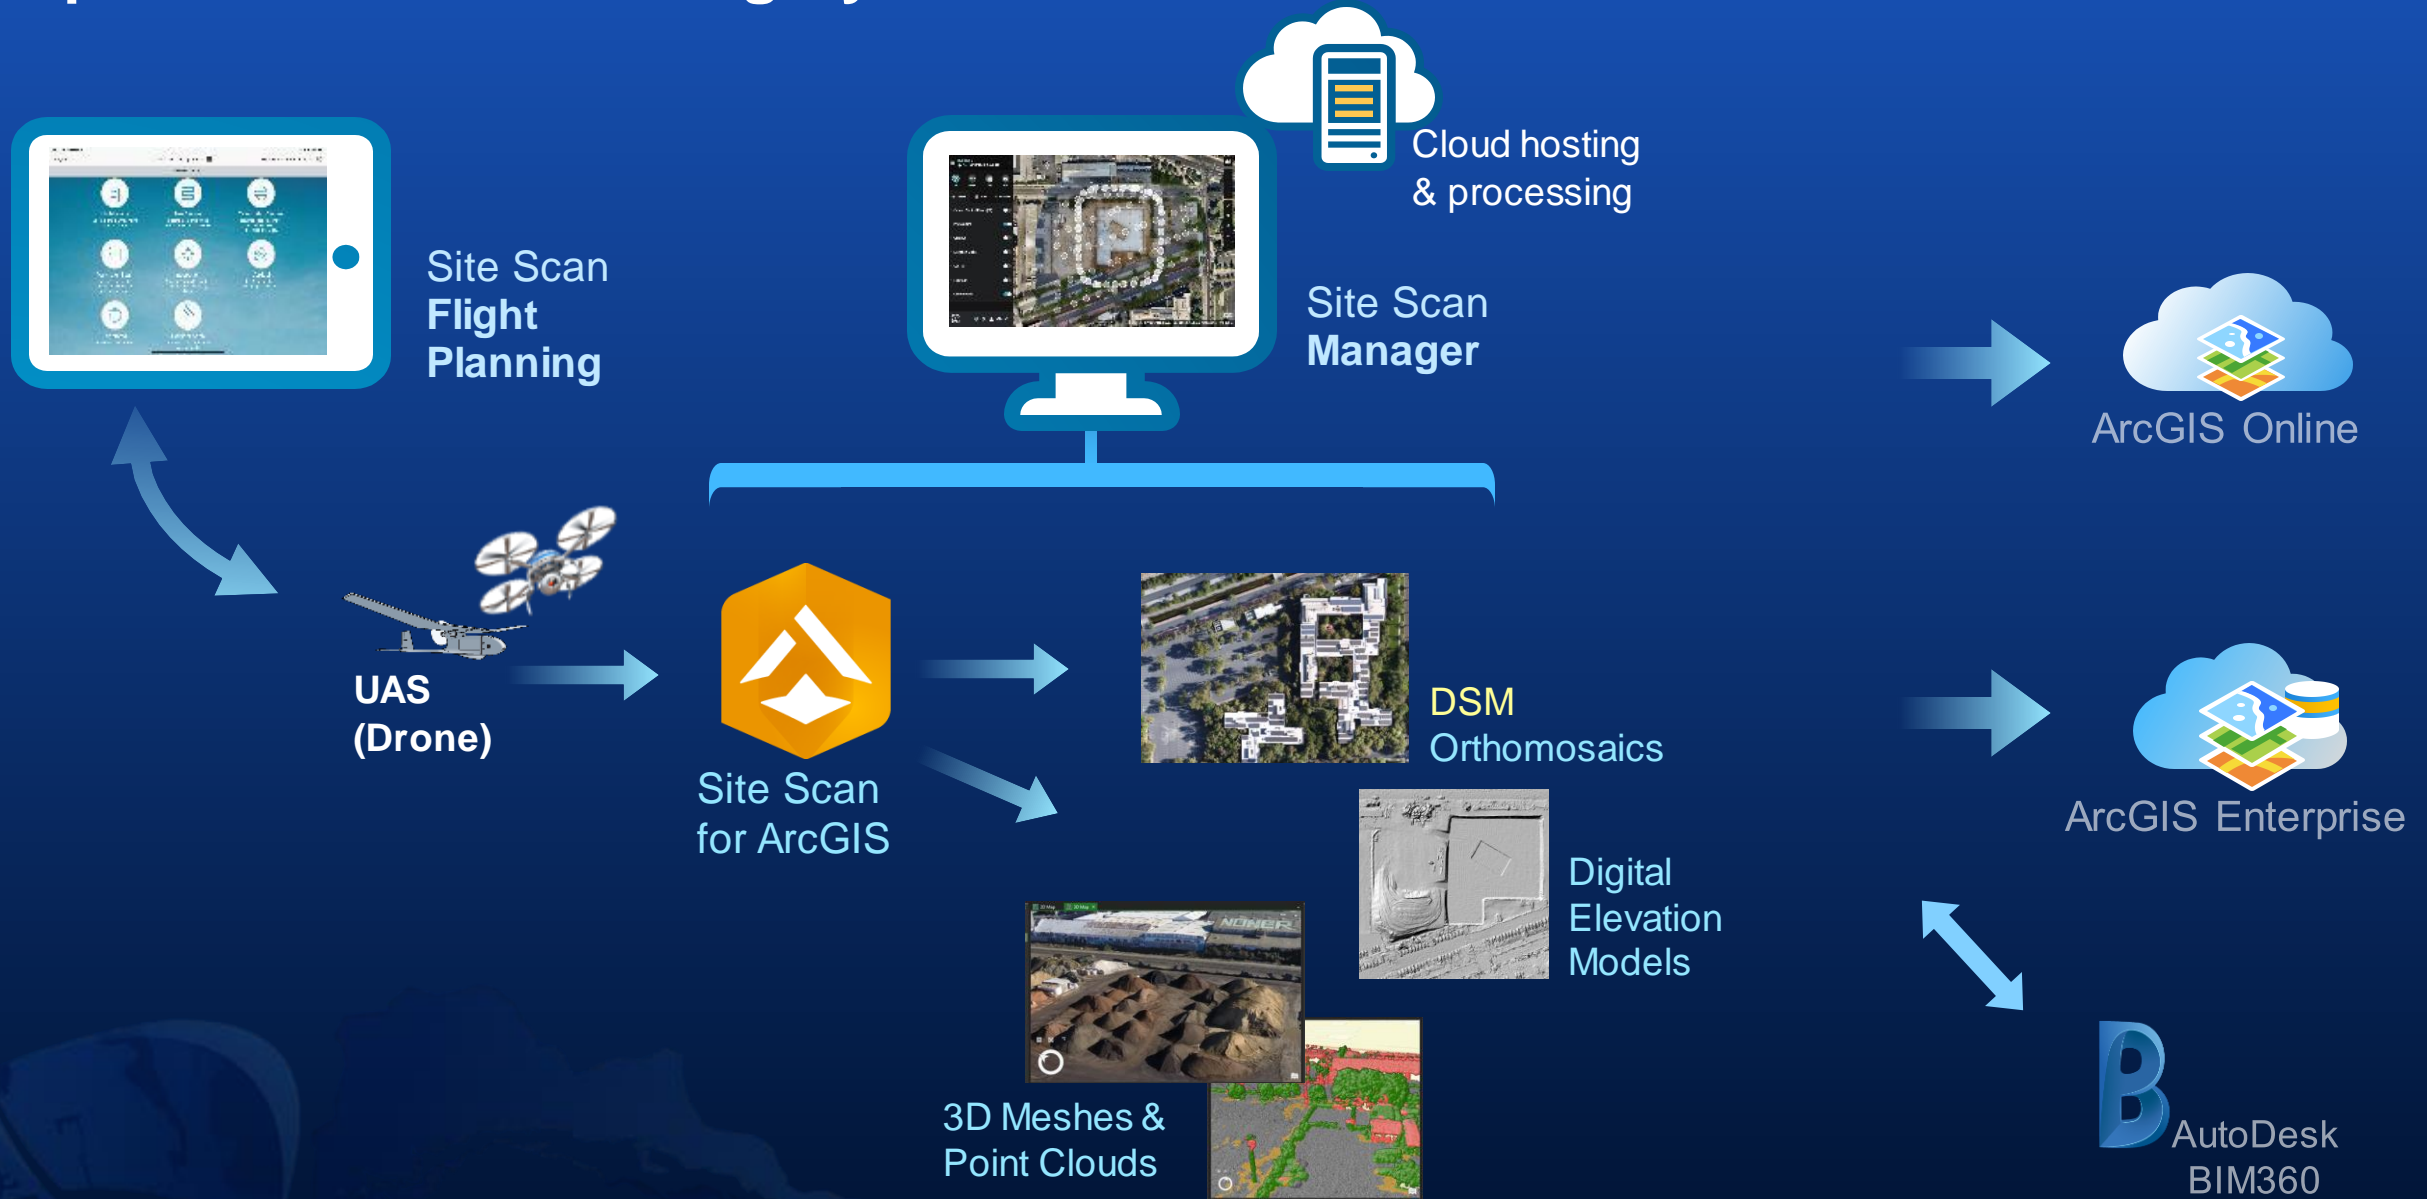 Cloud hosting
& processing
Site Scan
Flight
Planning
Site Scan
Manager
ArcGIS Online
UAS
(Drone)
Site Scan
for ArcGIS
DSM
Orthomosaics
ArcGIS Enterprise
Digital
Elevation
Models
3D Meshes &
Point Clouds
AutoDesk
BIM360